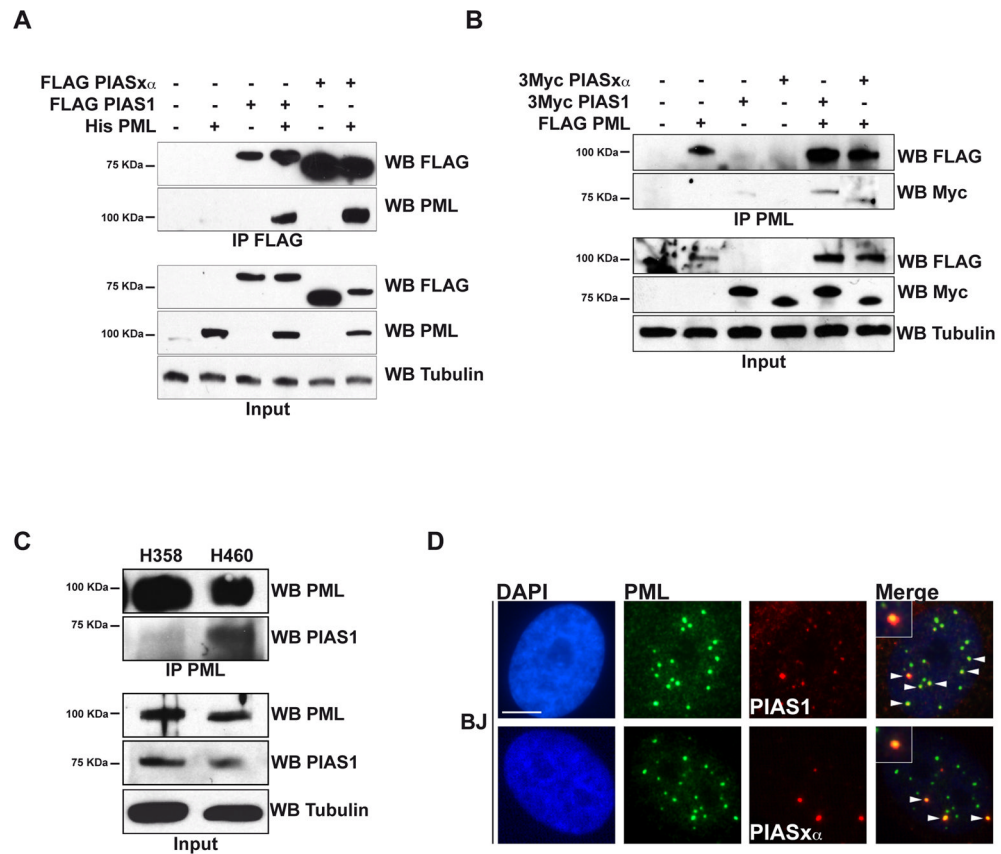 A
FLAG PIASxα - - - - + +
FLAG PIAS1 - - + + - -
His PML - + - + - +
75 KDa
WB FLAG
100 KDa
WB PML
IP FLAG
75 KDa
WB FLAG
100 KDa
WB PML
WB Tubulin
Input
B
3Myc PIASxα - - - + - +
3Myc PIAS1 - - + - + -
FLAG PML - + - - + +
100 KDa
WB FLAG
75 KDa
WB Myc
IP PML
100 KDa
WB FLAG
75 KDa
WB Myc
WB Tubulin
Input
C
H358 H460
100 KDa
WB PML
75 KDa
WB PIAS1
IP PML
100 KDa
WB PML
75 KDa
WB PIAS1
WB Tubulin
Input
D
DAPI PML Merge
PIAS1
BJ
PIASxα